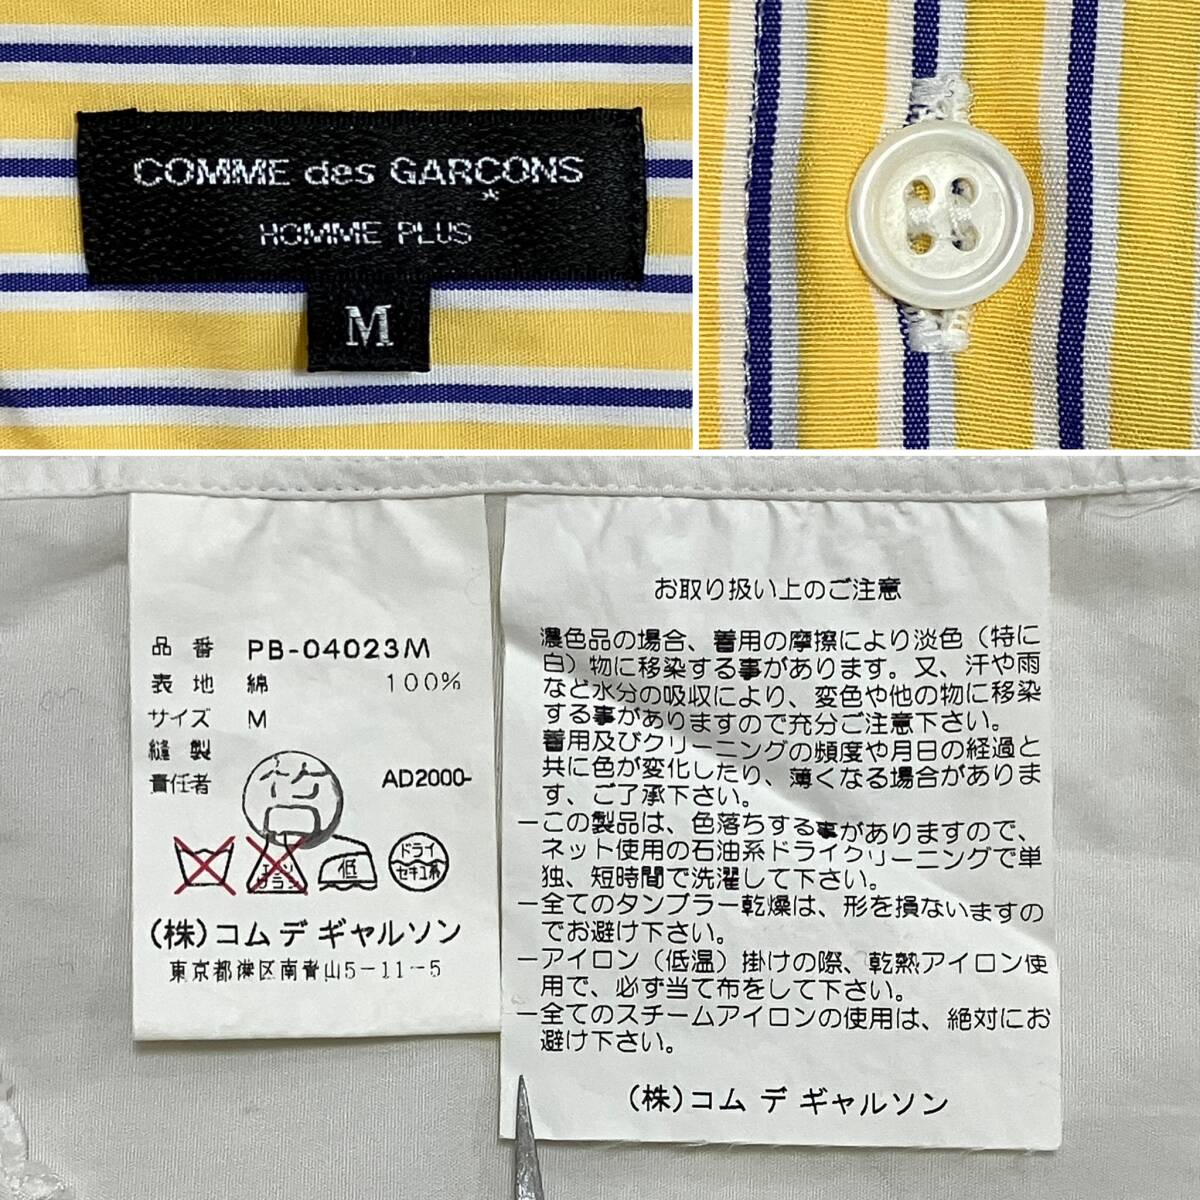 COMME des GARÇONS
HOMME PLUS
M
品番 PB-04023M
表地 綿 100%
サイズ M
縫製
責任者 竹 AD2000-
エンソ
サラシ
低
ドライ
セキユ系
(株)コム デ ギャルソン
東京都港区南青山5-11-5
お取り扱い上のご注意
濃色品の場合、着用の摩擦により淡色(特に
白)物に移染する事があります。又、汗や雨
など水分の吸収により、変色や他の物に移染
する事がありますので充分ご注意下さい。
着用及びクリーニングの頻度や月日の経過と
共に色が変化したり、薄くなる場合がありま
す、ご了承下さい。
ーこの製品は、色落ちする事がありますので、
ネット使用の石油系ドライクリーニングで単
独、短時間で洗濯して下さい。
ー全てのタンブラー乾燥は、形を損ないますの
でお避け下さい。
ーアイロン(低温)掛けの際、乾熱アイロン使
用で、必ず当て布をして下さい。
ー全てのスチームアイロンの使用は、絶対にお
避け下さい。
(株)コム デ ギャルソン